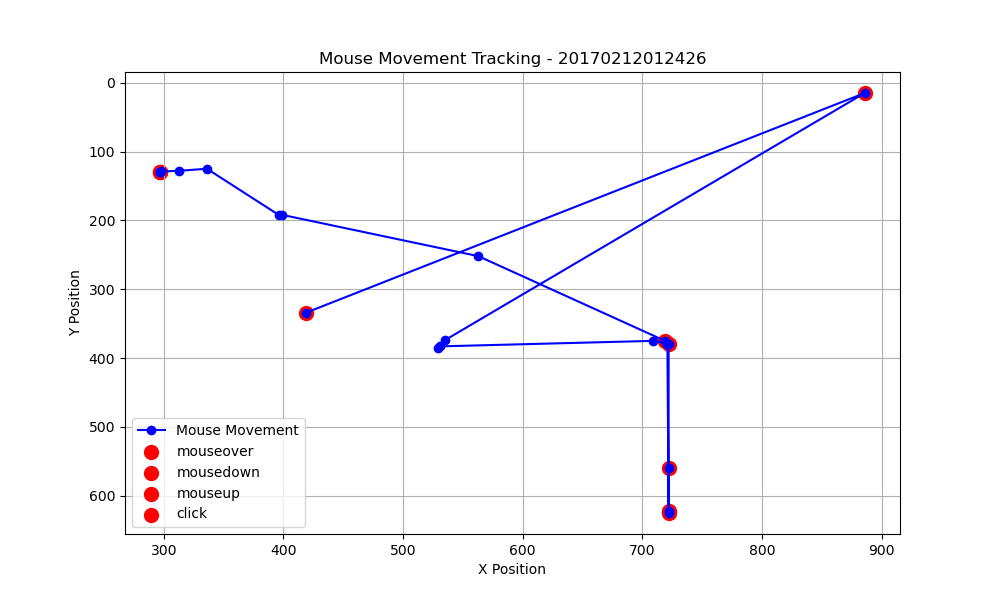 Mouse Movement Tracking - 20170212012426
Y Position
0
100
200
300
400
500
600
Mouse Movement
mouseover
mousedown
mouseup
click
300 400 500 600 700 800 900
X Position